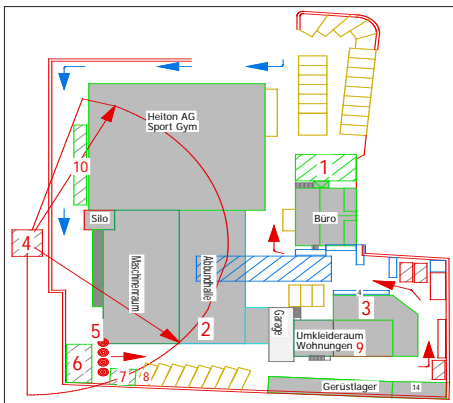 Heiton AG
Sport Gym
1
10
Silo
Büro
4
Maschinenraum
Abbundhalle
2
4
3
Garage
5
Umkleideraum
Wohnungen 9
6
7
8
Gerüstlager
14